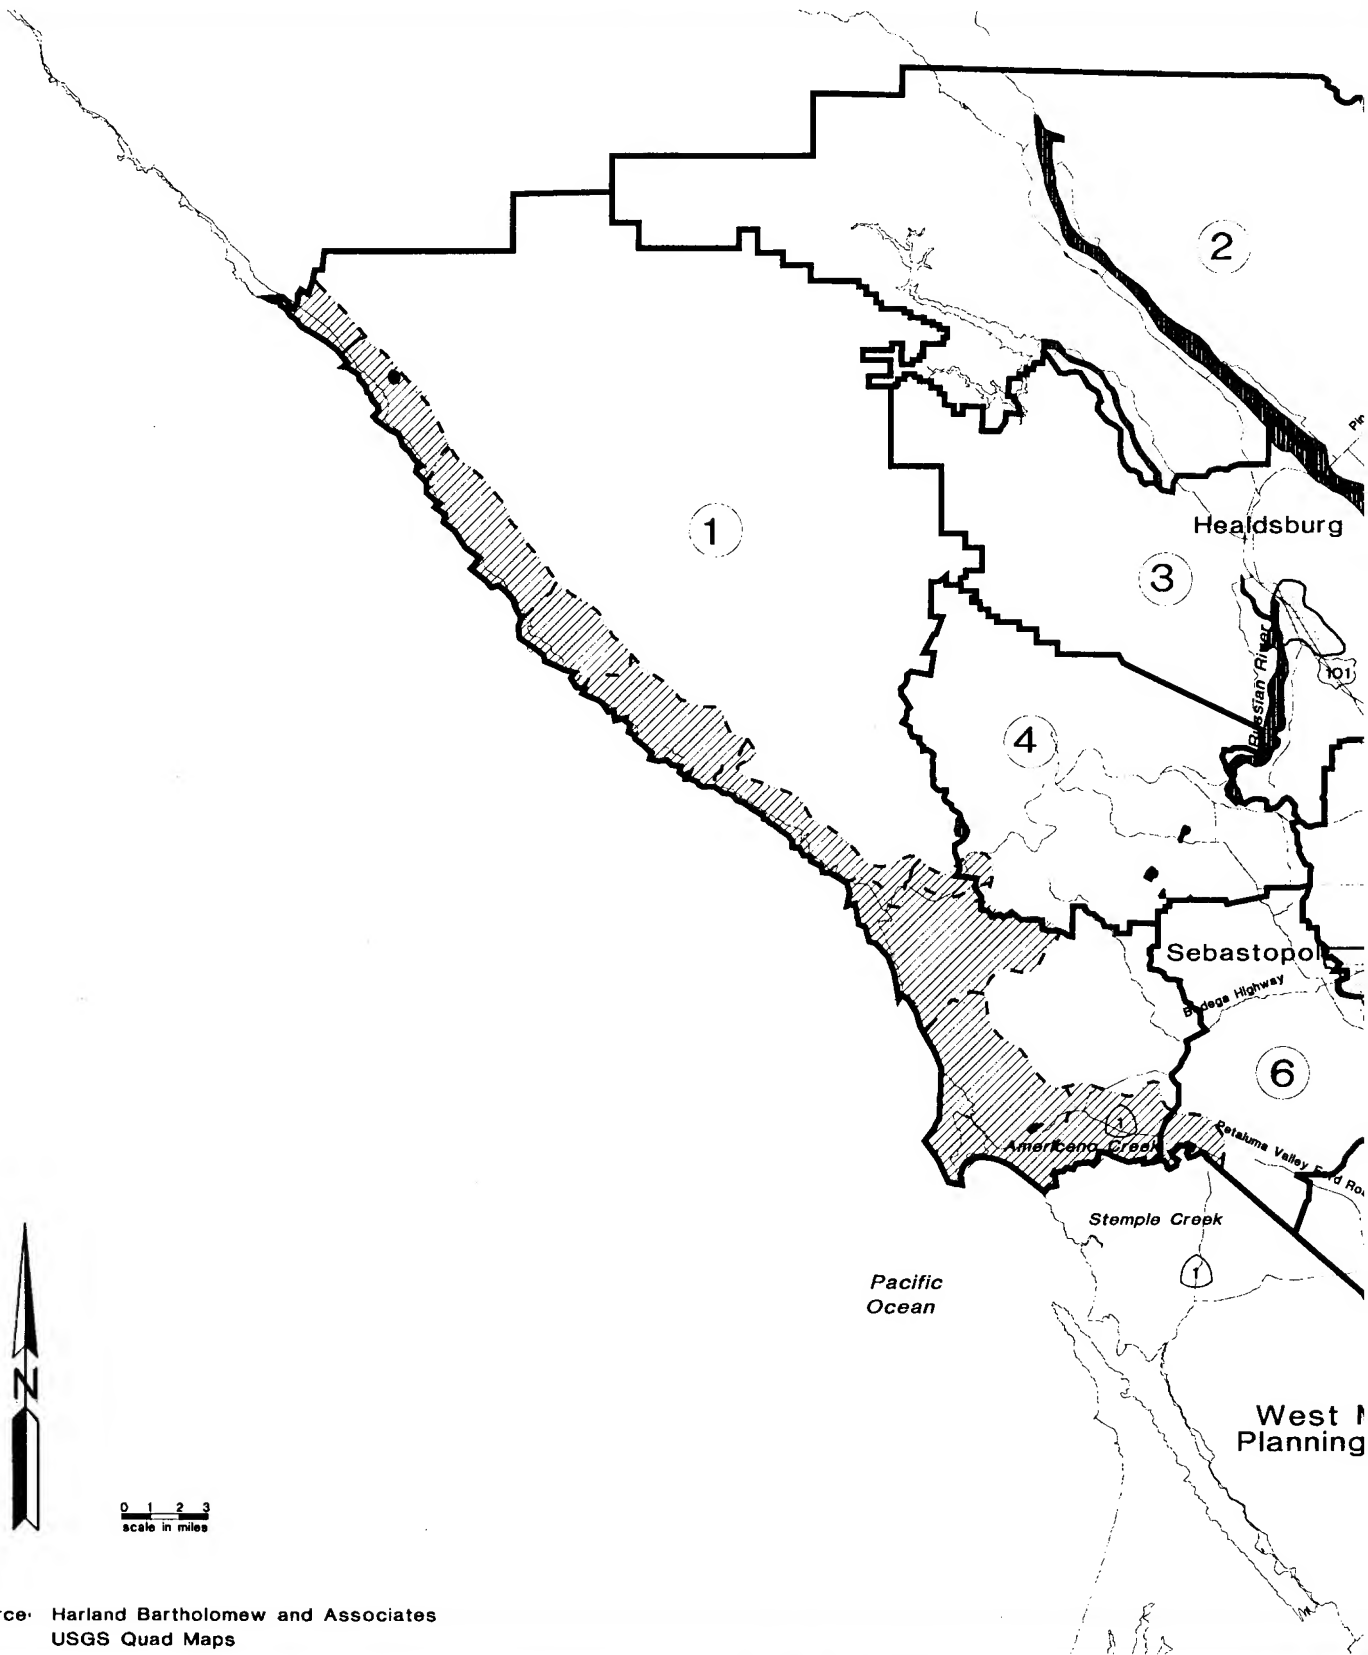 2
Healdsburg
1
3
Russian River
101
4
Sebastopol
Bodega Highway
6
1
Americano Creek
Petaluma Valley Ford
Stemple Creek
1
Pacific
Ocean
N
West
Planning
0 1 2 3
scale in miles
Harland Bartholomew and Associates
USGS Quad Maps